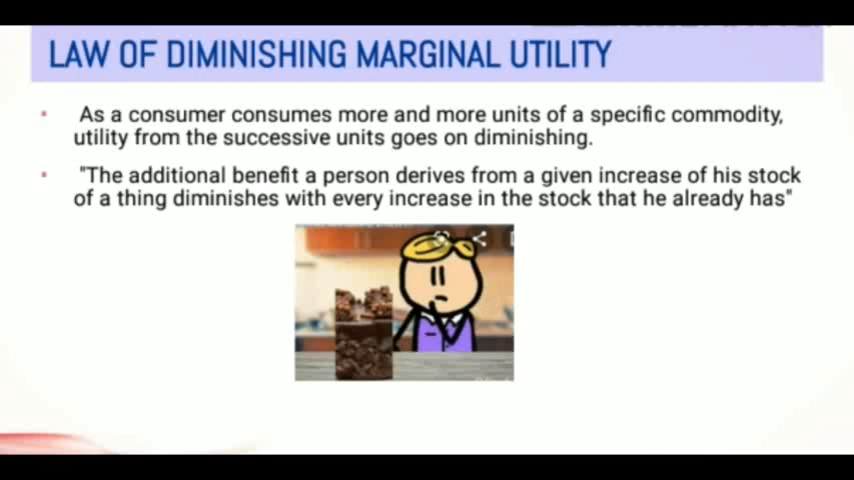 LAW OF DIMINISHING MARGINAL UTILITY
As a consumer consumes more and more units of a specific commodity,
utility from the successive units goes on diminishing.
"The additional benefit a person derives from a given increase of his stock
of a thing diminishes with every increase in the stock that he already has"